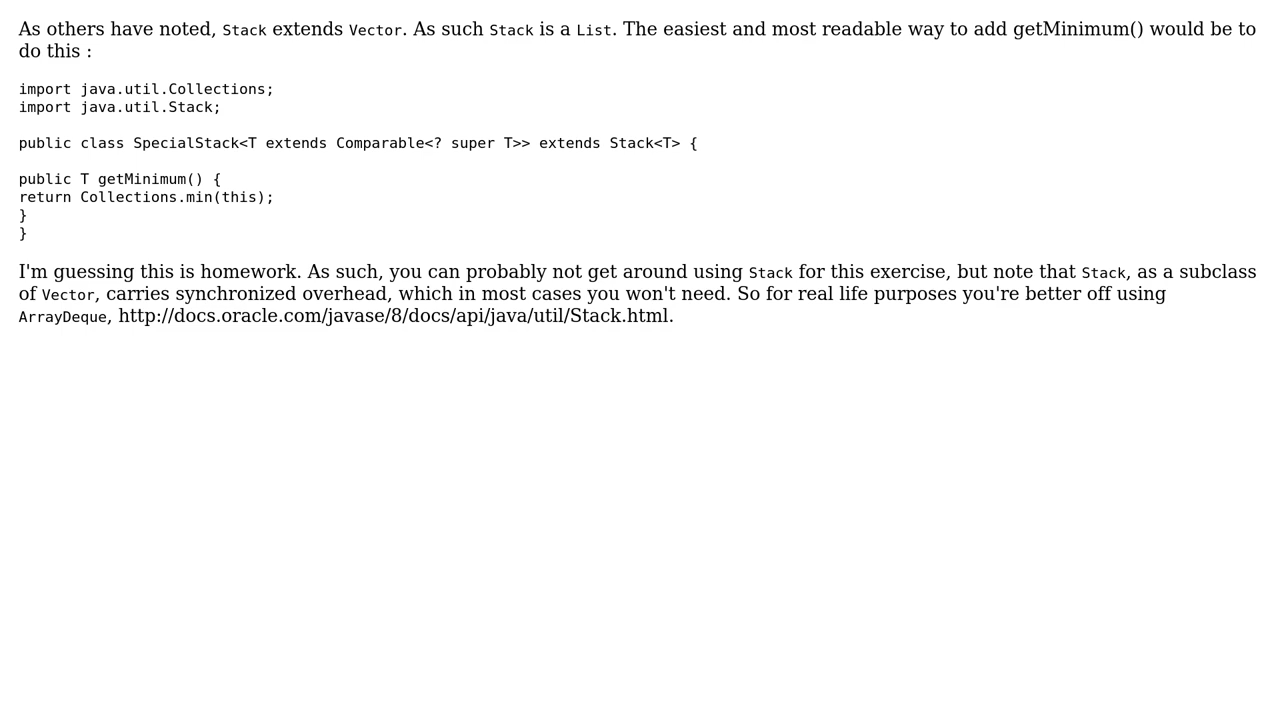 As others have noted, Stack extends Vector. As such Stack is a List. The easiest and most readable way to add getMinimum() would be to
do this :
import java.util.Collections;
import java.util.Stack;
public class SpecialStack<T extends Comparable<? super T>> extends Stack<T> {
public T getMinimum() {
return Collections.min(this);
}
}
I'm guessing this is homework. As such, you can probably not get around using Stack for this exercise, but note that Stack, as a subclass
of Vector, carries synchronized overhead, which in most cases you won't need. So for real life purposes you're better off using
ArrayDeque, http://docs.oracle.com/javase/8/docs/api/java/util/Stack.html.